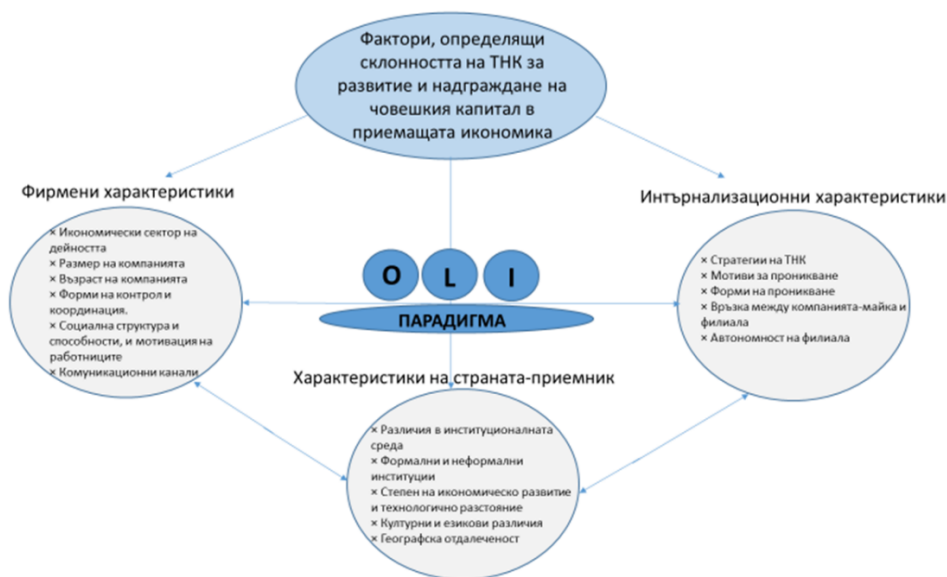 Фактори, определящи
склонността на ТНК за
развитие и надграждане на
човешкия капитал в
приемащата икономика
Фирмени характеристики
× Икономически сектор на
дейността
× Размер на компанията
× Възраст на компанията
× Форми на контрол и
координация.
× Социална структура и
способности, и мотивация на
работниците
× Комуникационни канали
O L I
ПАРАДИГМА
Интърнализационни характеристики
× Стратегии на ТНК
× Мотиви за проникване
× Форми на проникване
× Връзка между компанията-майка и
филиала
× Автономност на филиала
Характеристики на страната-приемник
× Различия в институционалната
среда
× Формални и неформални
институции
× Степен на икономическо развитие
и технологично разстояние
× Културни и езикови различия
× Географска отдалеченост